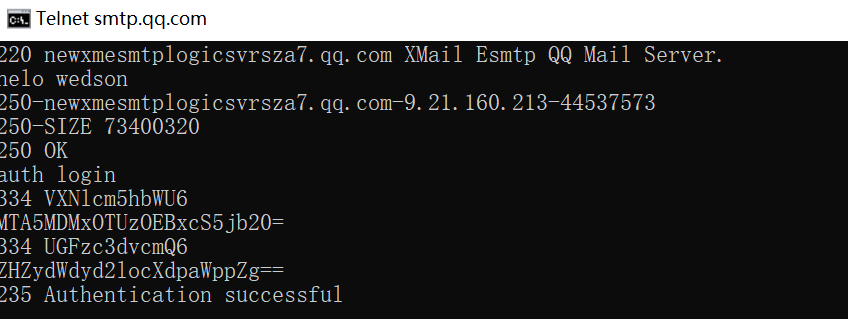 Telnet smtp.qq.com
220 newxmesmtplogicsvrsza7.qq.com XMail Esmtp QQ Mail Server.
helo wedson
250-newxmesmtplogicsvrsza7.qq.com-9.21.160.213-44537573
250-SIZE 73400320
250 OK
auth login
334 VXNlcm5hbWU6
MTA5MDMxOTUzOEBxcS5jb20=
334 UGFzc3dvcmQ6
ZHZydWdyd2locXdpaWppZg==
235 Authentication successful